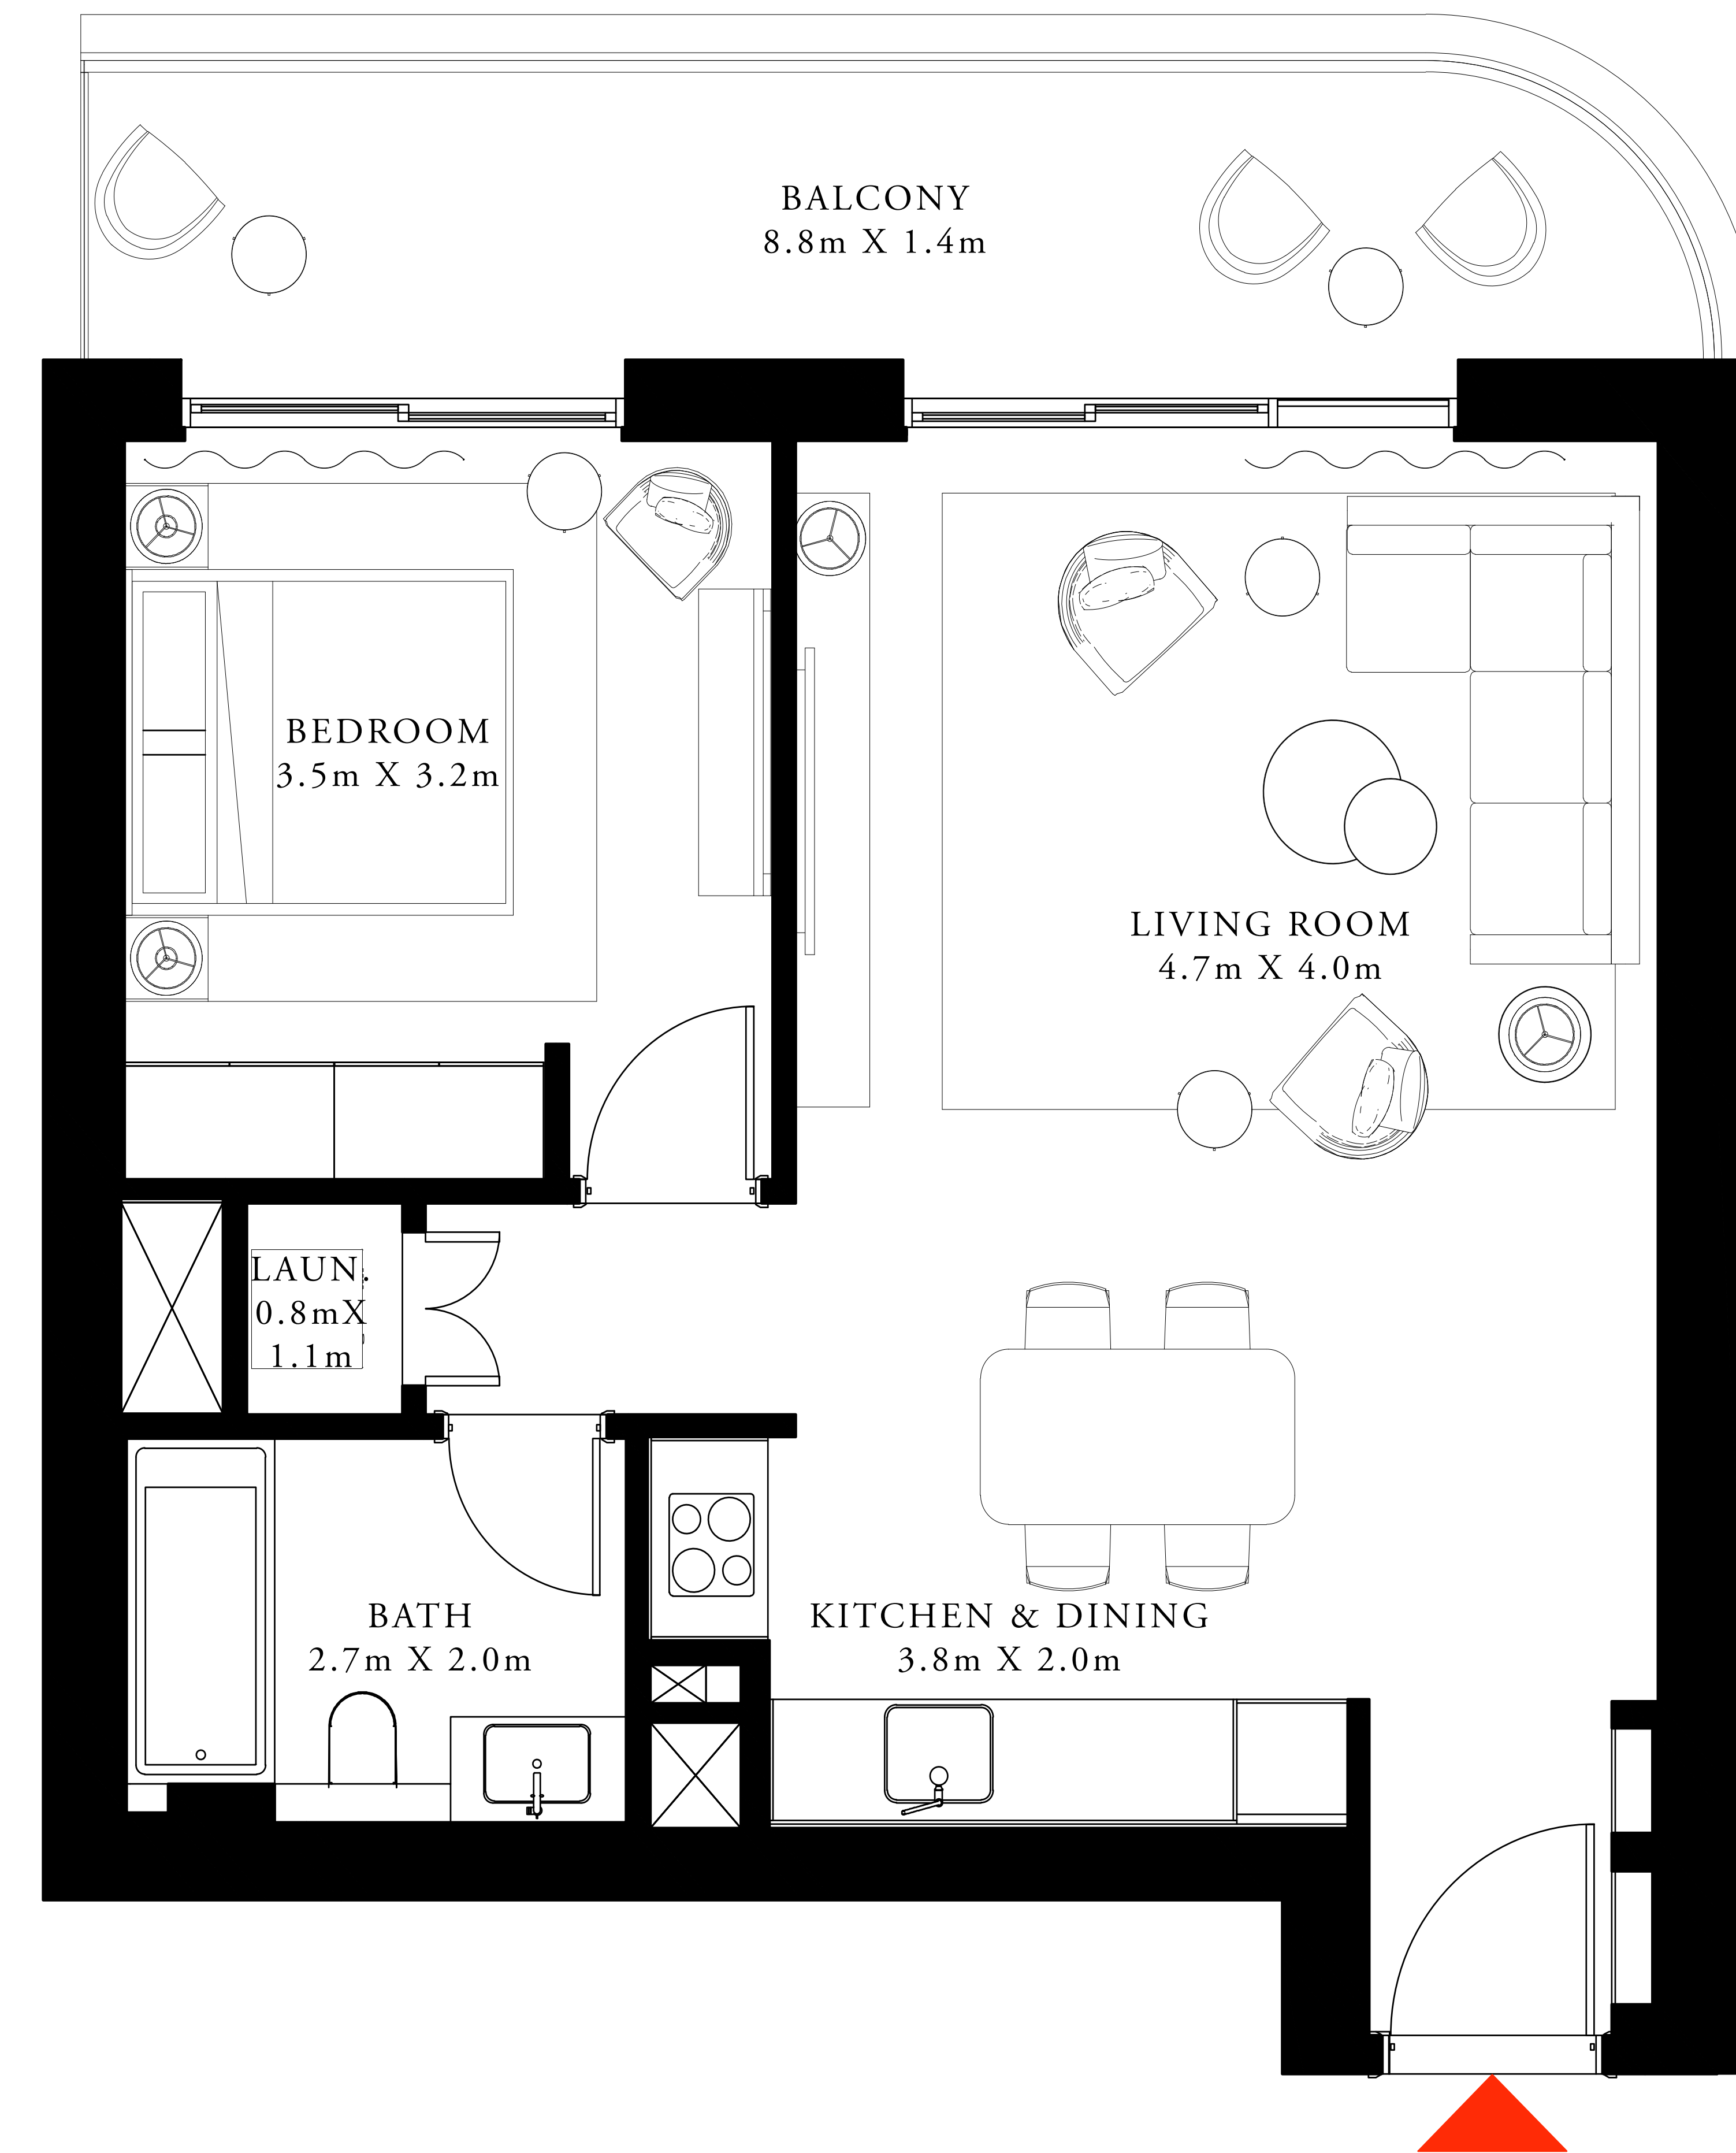 BALCONY
8.8m X 1.4m
BEDROOM
3.5m X 3.2m
LIVING ROOM
4.7m X 4.0m
LAUN.
0.8mX
1.1m
BATH
2.7m X 2.0m
KITCHEN & DINING
3.8m X 2.0m